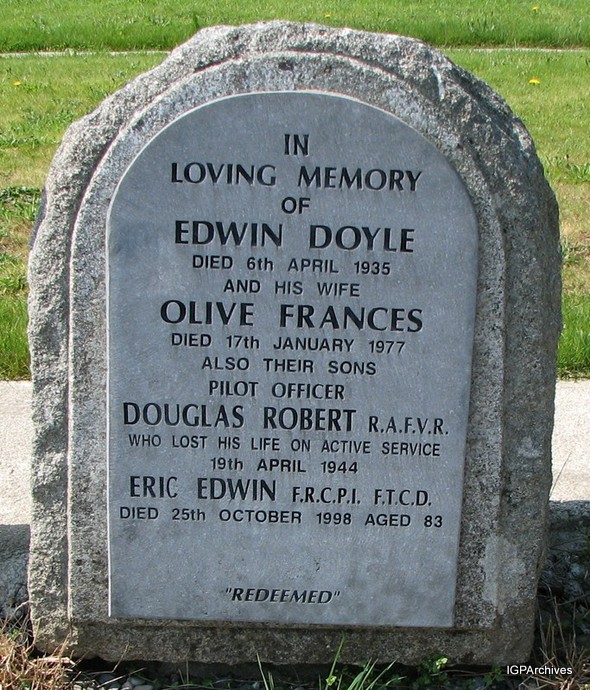 IN
LOVING MEMORY
OF
EDWIN DOYLE
DIED 6th APRIL 1935
AND HIS WIFE
OLIVE FRANCES
DIED 17th JANUARY 1977
ALSO THEIR SONS
PILOT OFFICER
DOUGLAS ROBERT R.A.F.V.R.
WHO LOST HIS LIFE ON ACTIVE SERVICE
19th APRIL 1944
ERIC EDWIN F.R.C.P.I. F.T.C.D.
DIED 25th OCTOBER 1998 AGED 83
"REDEEMED"
IGPArchives